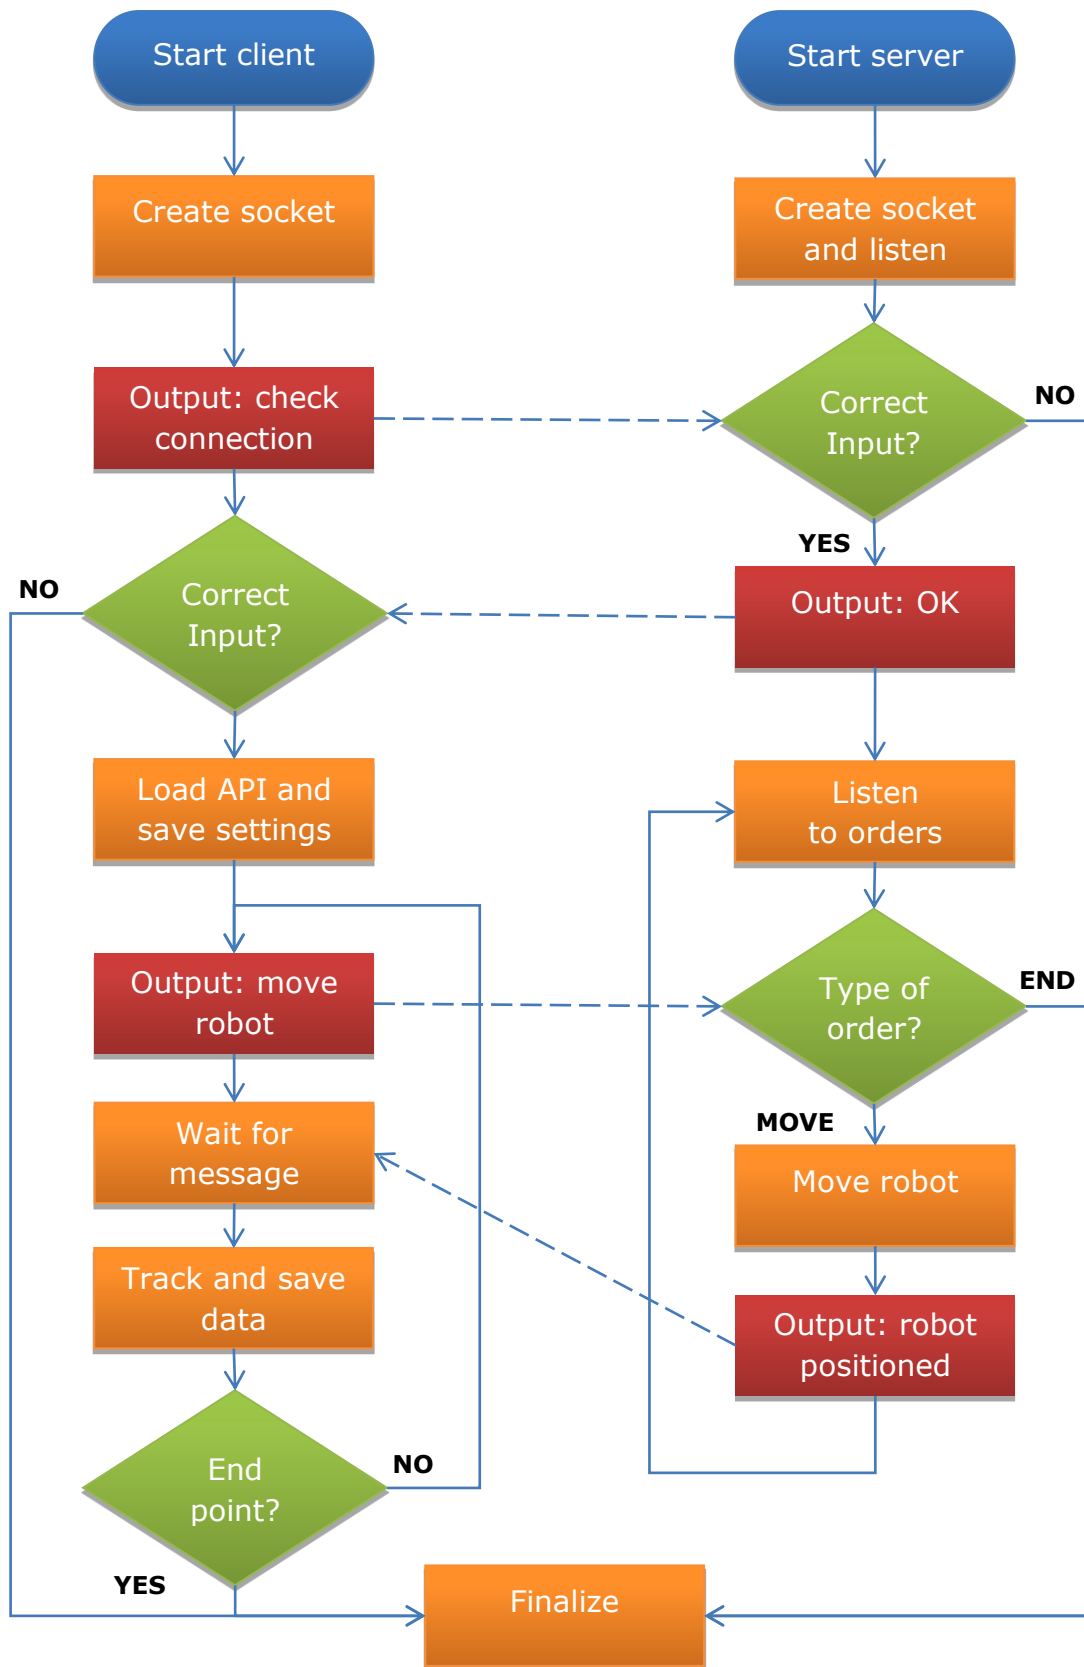 Start client
Start server
Create socket
Create socket
and listen
Output: check
connection
Correct
Input?
NO
YES
NO
Correct
Input?
Output: OK
Load API and
save settings
Listen
to orders
Output: move
robot
Type of
order?
END
MOVE
Wait for
message
Move robot
Track and save
data
Output: robot
positioned
End
point?
NO
YES
Finalize